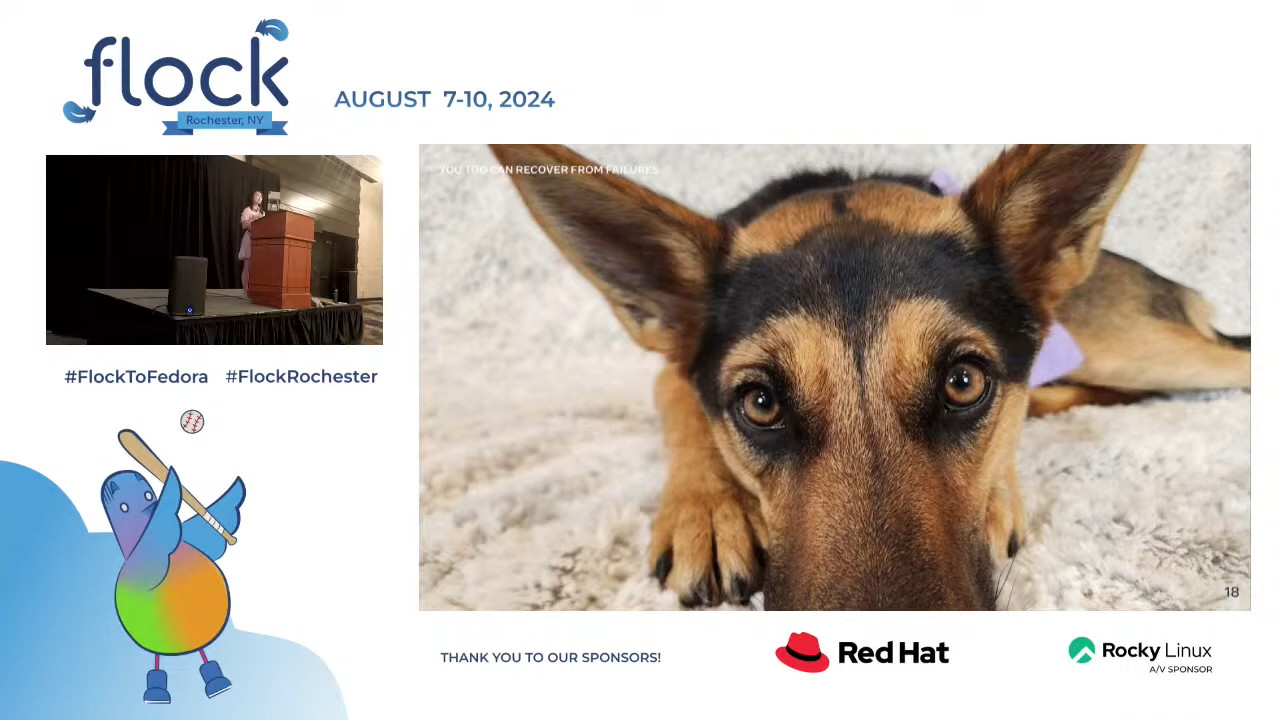 flock
Rochester, NY
AUGUST 7-10, 2024
YOU TOO CAN RECOVER FROM FAILURES
#FlockToFedora #FlockRochester
18
THANK YOU TO OUR SPONSORS!
Red Hat
Rocky Linux
A/V SPONSOR